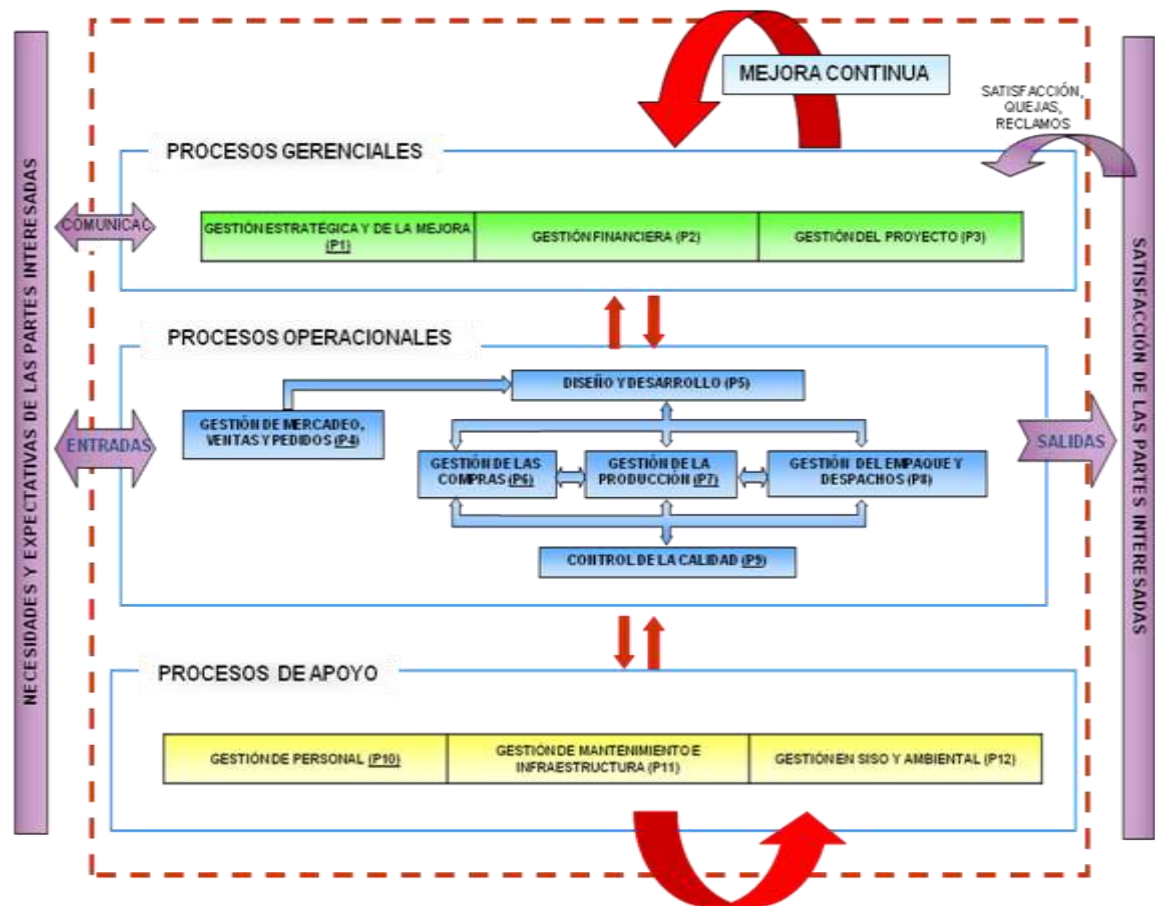 MEJORA CONTINUA
SATISFACCIÓN,
QUEJAS,
RECLAMOS
NECESIDADES Y EXPECTATIVAS DE LAS PARTES INTERESADAS
SATISFACCIÓN DE LAS PARTES INTERESADAS
PROCESOS GERENCIALES
COMUNICAC.
GESTIÓN ESTRATÉGICA Y DE LA MEJORA
(P1)
GESTIÓN FINANCIERA (P2)
GESTIÓN DEL PROYECTO (P3)
PROCESOS OPERACIONALES
ENTRADAS
DISEÑO Y DESARROLLO (P5)
GESTIÓN DE MERCADEO,
VENTAS Y PEDIDOS (P4)
GESTIÓN DE LAS
COMPRAS (P6)
GESTIÓN DE LA
PRODUCCIÓN (P7)
GESTIÓN DEL EMPAQUE Y
DESPACHOS (P8)
SALIDAS
CONTROL DE LA CALIDAD (P9)
PROCESOS DE APOYO
GESTIÓN DE PERSONAL (P10)
GESTIÓN DE MANTENIMIENTO E
INFRAESTRUCTURA (P11)
GESTIÓN EN SISO Y AMBIENTAL (P12)